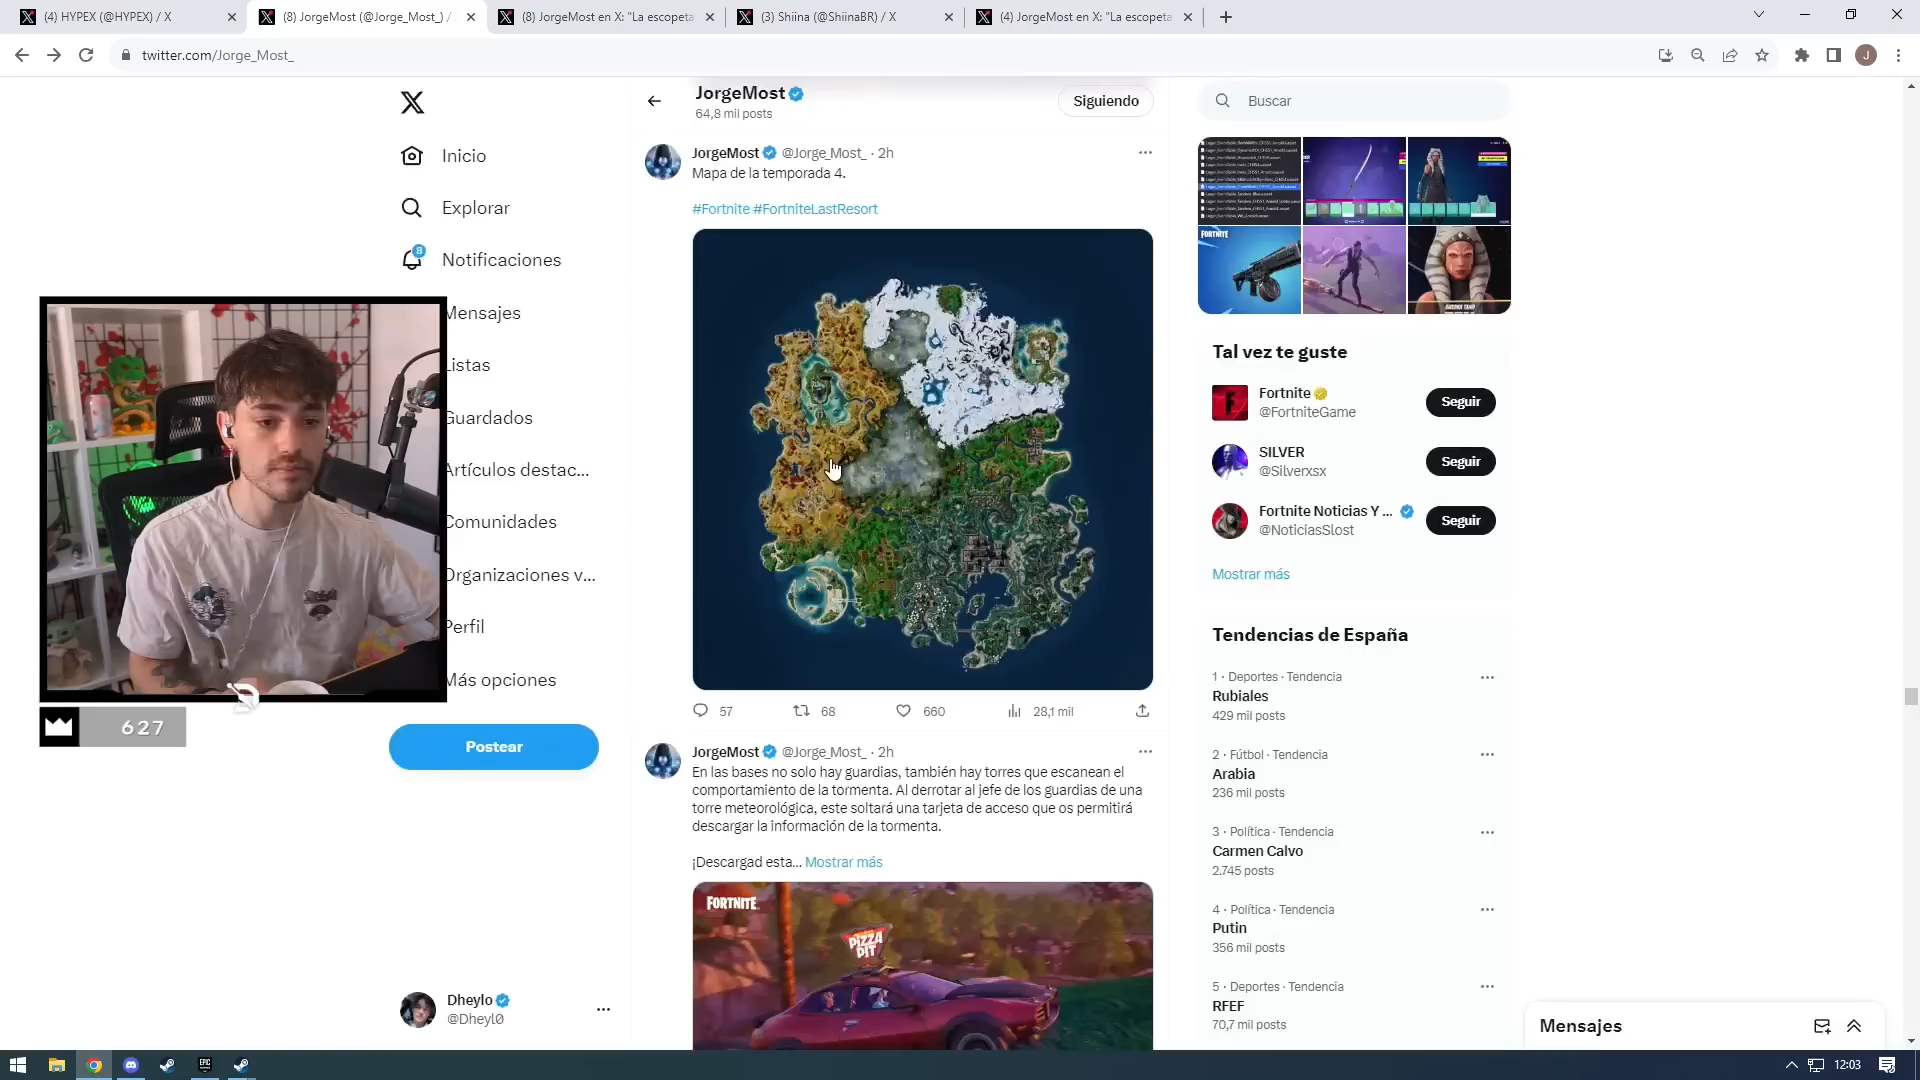 (4) HYPEX (@HYPEX) / X
(8) JorgeMost (@Jorge_Most_) /
(8) JorgeMost en X: "La escopeta
(3) Shiina (@ShiinaBR) / X
(4) JorgeMost en X: "La escopeta
twitter.com/Jorge_Most_
J
Inicio
Explorar
8
Notificaciones
Mensajes
Listas
Guardados
Artículos destac...
Comunidades
Organizaciones v...
Perfil
Más opciones
Postear
627
Dheylo
@Dheyl0
JorgeMost
64,8 mil posts
Siguiendo
JorgeMost @Jorge_Most_ · 2h
Mapa de la temporada 4.
#Fortnite #FortniteLastResort
57
68
660
28,1 mil
JorgeMost @Jorge_Most_ · 2h
En las bases no solo hay guardias, también hay torres que escanean el
comportamiento de la tormenta. Al derrotar al jefe de los guardias de una
torre meteorológica, este soltará una tarjeta de acceso que os permitirá
descargar la información de la tormenta.
¡Descargad esta... Mostrar más
FORTNITE
PIZZA
PIT
Buscar
FORTNITE
Tal vez te guste
Fortnite
@FortniteGame
Seguir
SILVER
@Silverxsx
Seguir
Fortnite Noticias Y ...
@NoticiasSlost
Seguir
Mostrar más
Tendencias de España
1 · Deportes · Tendencia
Rubiales
429 mil posts
2 · Fútbol · Tendencia
Arabia
236 mil posts
3 · Política · Tendencia
Carmen Calvo
2.745 posts
4 · Política · Tendencia
Putin
356 mil posts
5 · Deportes · Tendencia
RFEF
70,7 mil posts
Mensajes
EPIC
12:03